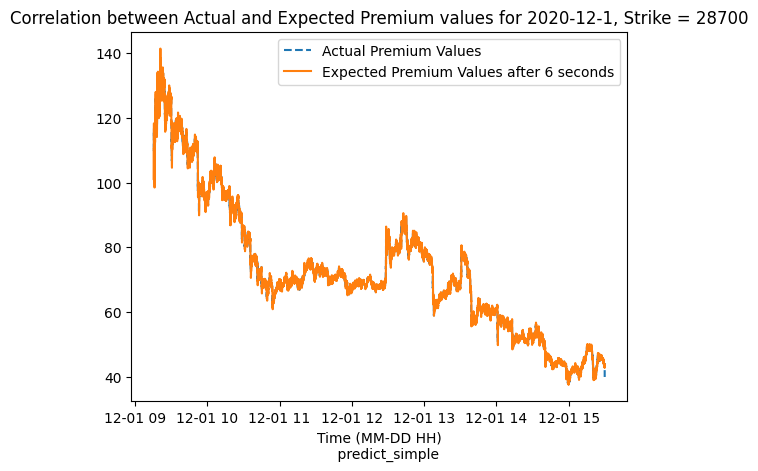 Correlation between Actual and Expected Premium values for 2020-12-1, Strike = 28700
Actual Premium Values
Expected Premium Values after 6 seconds
140
120
100
80
60
40
12-01 09 12-01 10 12-01 11 12-01 12 12-01 13 12-01 14 12-01 15
Time (MM-DD HH)
predict_simple